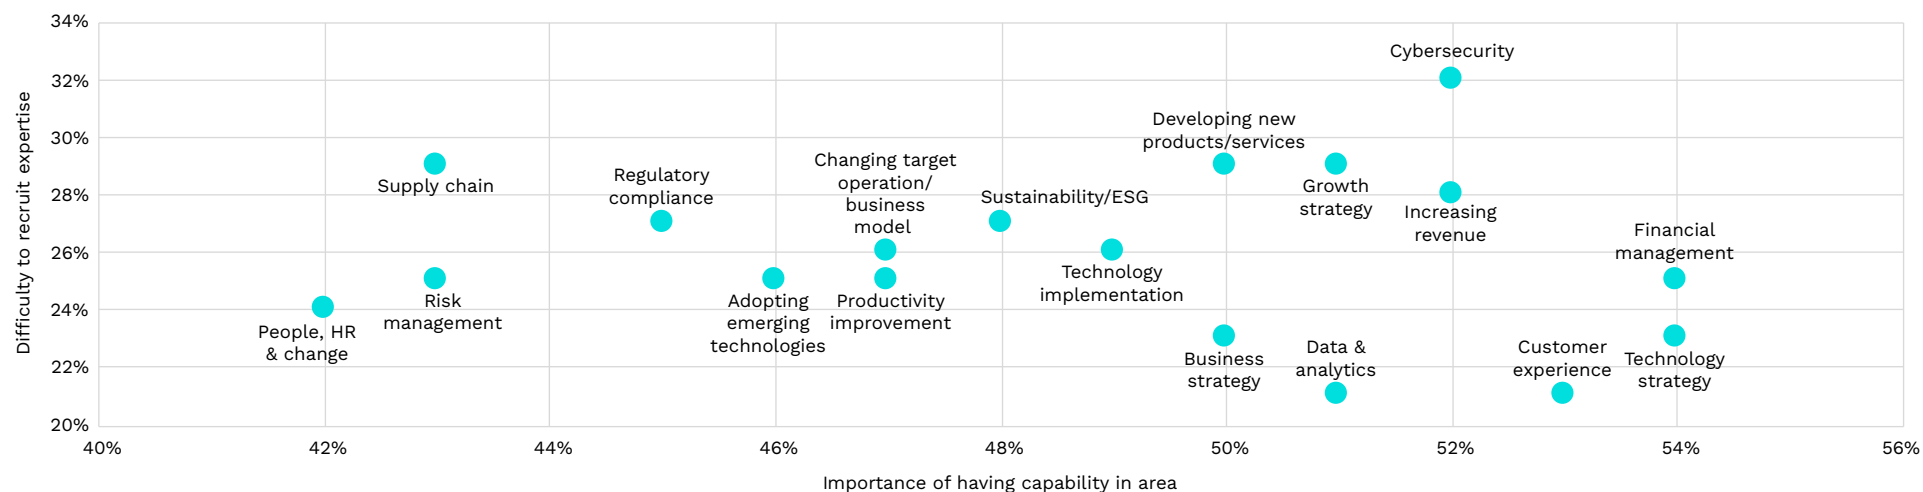 34%
32%
30%
28%
26%
24%
22%
20%
Difficulty to recruit expertise
Cybersecurity
Developing new
products/services
Changing target
operation/
business
model
Regulatory
compliance
Supply chain
Sustainability/ESG
Growth
strategy
Increasing
revenue
Financial
management
Technology
implementation
Risk
management
Adopting
emerging
technologies
Productivity
improvement
People, HR
& change
Business
strategy
Data &
analytics
Customer
experience
Technology
strategy
40%
42%
44%
46%
48%
50%
52%
54%
56%
Importance of having capability in area